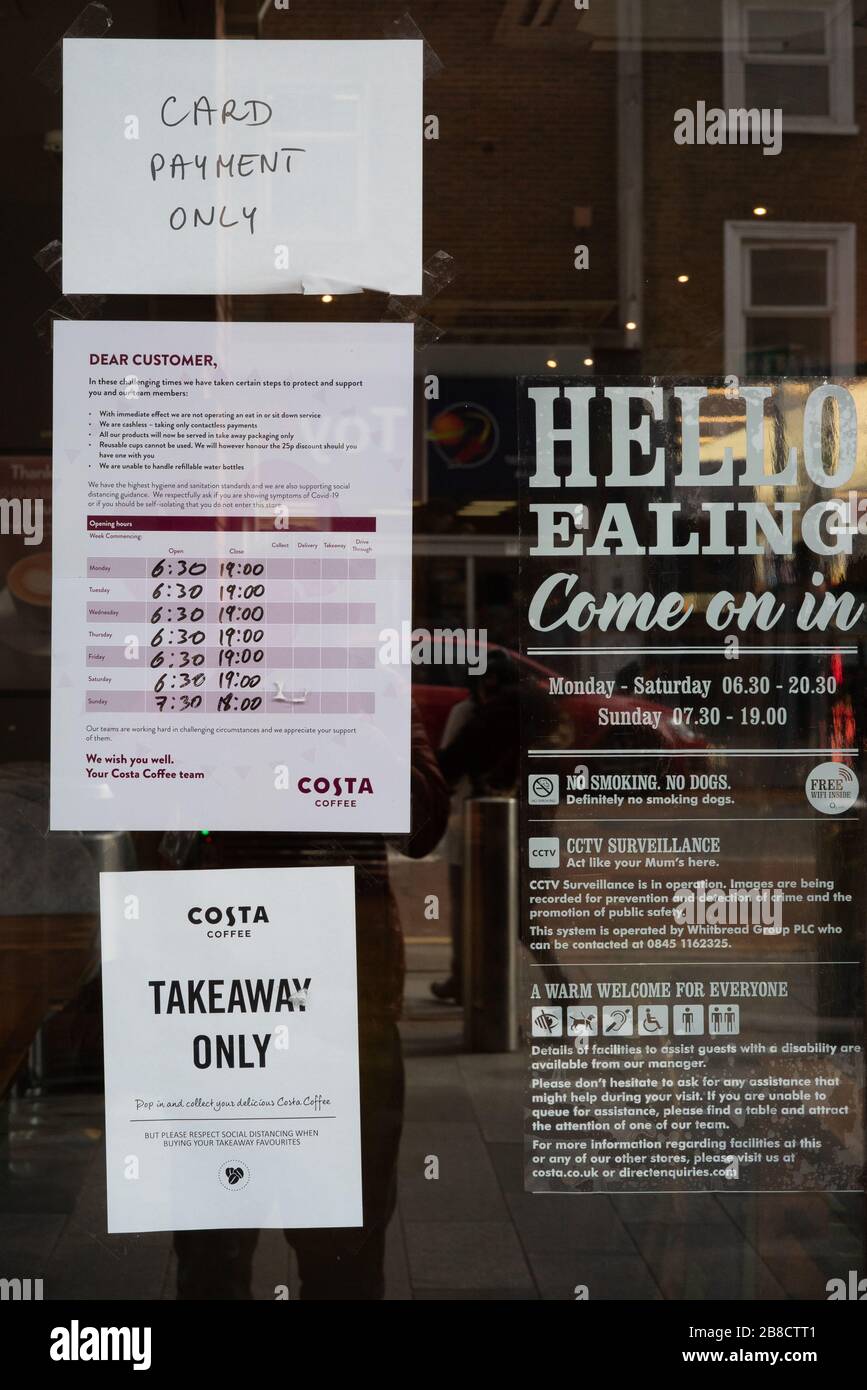 CARD
PAYMENT
ONLY
DEAR CUSTOMER,
In these challenging times we have taken certain steps to protect and support
you and our team members:
• With immediate effect we are not operating an eat in or sit down service
• We are cashless – taking only contactless payments
• All our products will now be served in take away packaging only
• Reusable cups cannot be used. We will however honour the 25p discount should you
have one with you
• We are unable to handle refillable water bottles
We have the highest hygiene and sanitation standards and we are also supporting social
distancing guidance. We respectfully ask if you are showing symptoms of Covid-19
or if you should be self-isolating that you do not enter this store.
Opening hours
Week Commencing:
Open Close Collect Delivery Takeaway Drive Through
Monday 6:30 19:00
Tuesday 6:30 19:00
Wednesday 6:30 19:00
Thursday 6:30 19:00
Friday 6:30 19:00
Saturday 6:30 19:00
Sunday 7:30 18:00
Our teams are working hard in challenging circumstances and we appreciate your support
of them.
We wish you well.
Your Costa Coffee team
COSTA
COFFEE
COSTA
COFFEE
TAKEAWAY
ONLY
Pop in and collect your delicious Costa Coffee
BUT PLEASE RESPECT SOCIAL DISTANCING WHEN
BUYING YOUR TAKEAWAY FAVOURITES
HELLO
EALING
Come on in
Monday - Saturday 06.30 - 20.30
Sunday 07.30 - 19.00
NO SMOKING. NO DOGS.
Definitely no smoking dogs.
FREE
WIFI INSIDE
CCTV
CCTV SURVEILLANCE
Act like your Mum's here.
CCTV Surveillance is in operation. Images are being
recorded for prevention and detection of crime and the
promotion of public safety.
This system is operated by Whitbread Group PLC who
can be contacted at 0845 1162325.
A WARM WELCOME FOR EVERYONE
Details of facilities to assist guests with a disability are
available from our manager.
Please don't hesitate to ask for any assistance that
might help during your visit. If you are unable to
queue for assistance, please find a table and attract
the attention of one of our team.
For more information regarding facilities at this
or any of our other stores, please visit us at
costa.co.uk or directenquiries.com
alamy
alamy
Image ID: 2B8CTT1
www.alamy.com